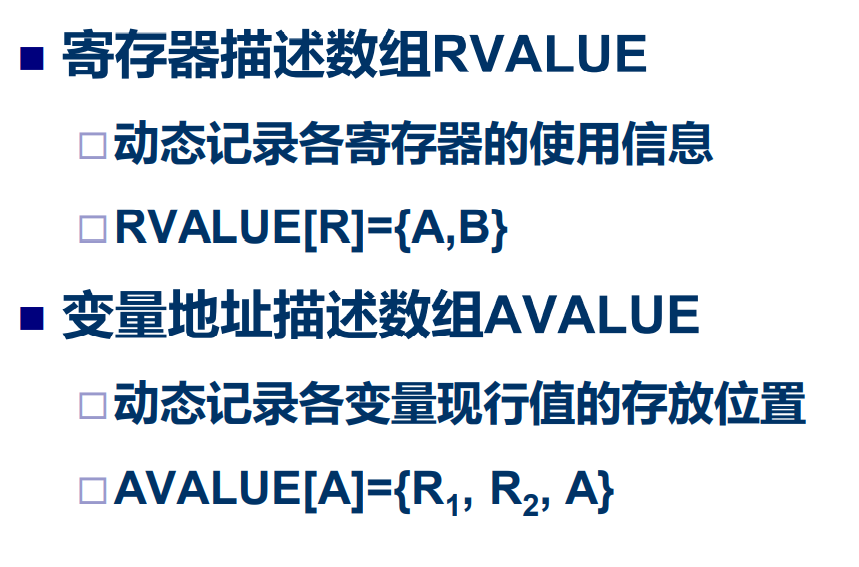 寄存器描述数组RVALUE
动态记录各寄存器的使用信息
RVALUE[R]={A,B}
变量地址描述数组AVALUE
动态记录各变量现行值的存放位置
AVALUE[A]={R₁, R₂, A}